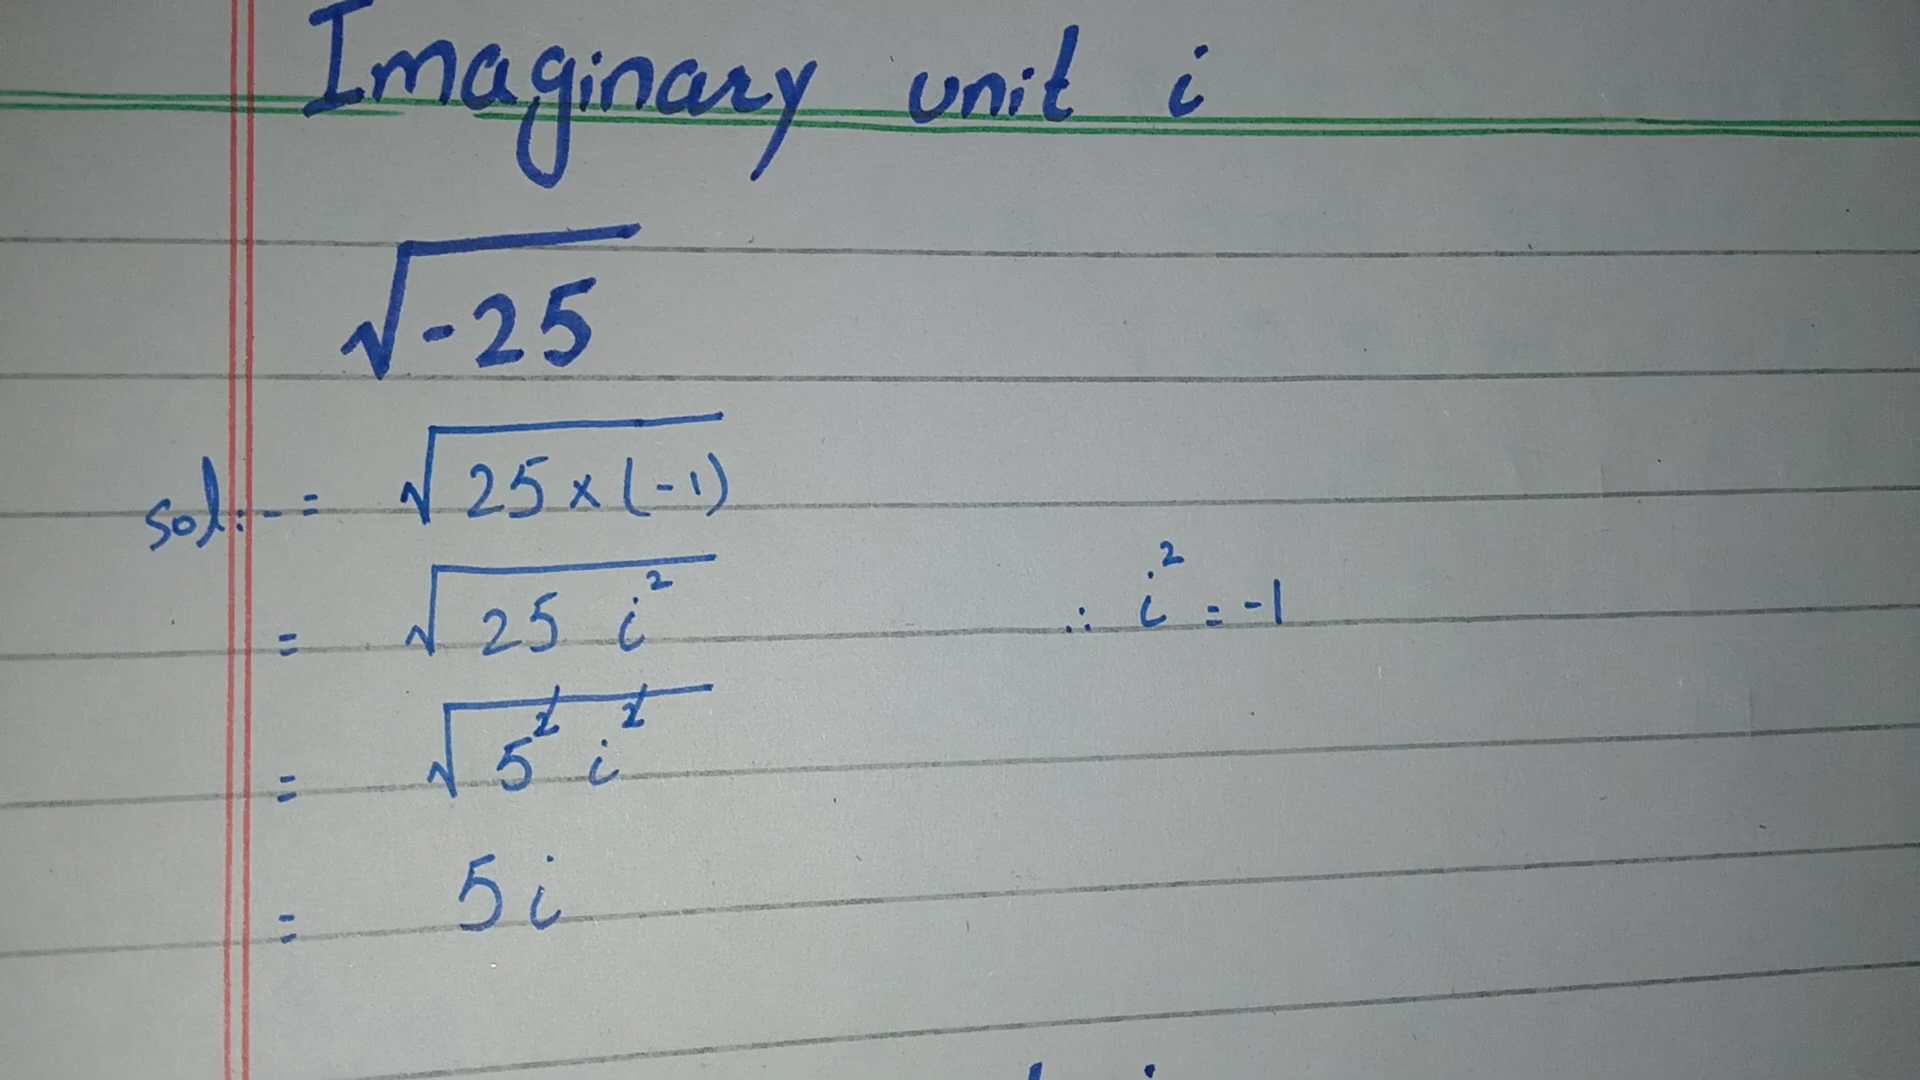 Imaginary unit i
√-25
sol:- = √25×(-1)
= √25 i² ∴ i² = -1
= √5² i²
= 5i